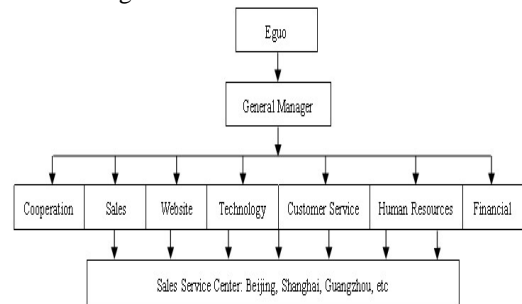 Eguo
General Manager
Cooperation Sales Website Technology Customer Service Human Resources Financial
Sales Service Center: Beijing, Shanghai, Guangzhou, etc